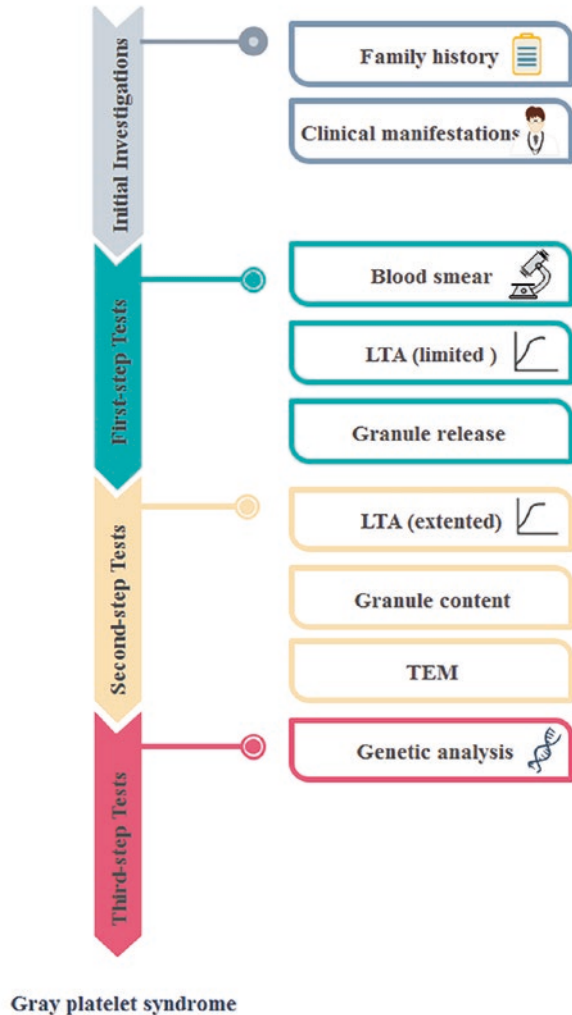 Initial Investigations
Family history
Clinical manifestations
First-step Tests
Blood smear
LTA (limited )
Granule release
Second-step Tests
LTA (extented)
Granule content
TEM
Third-step Tests
Genetic analysis
Gray platelet syndrome